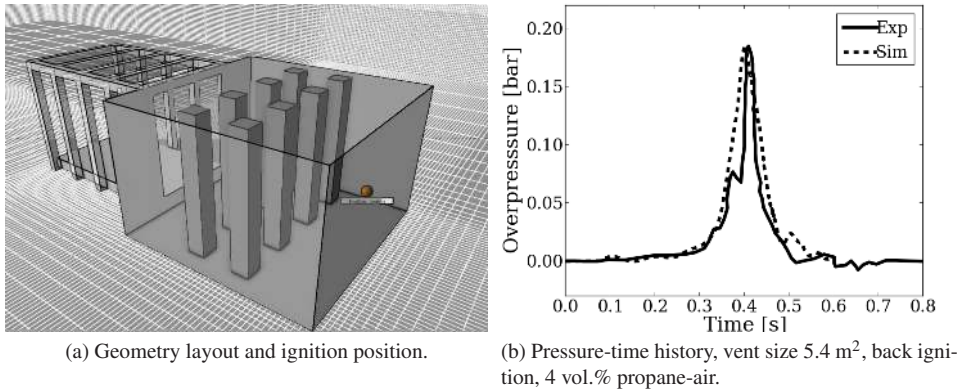 Overpresssure [bar]
0.20
0.15
0.10
0.05
0.00
Exp
Sim
0.0 0.1 0.2 0.3 0.4 0.5 0.6 0.7 0.8
Time [s]
(a) Geometry layout and ignition position.
(b) Pressure-time history, vent size 5.4 m², back igni-
tion, 4 vol.% propane-air.